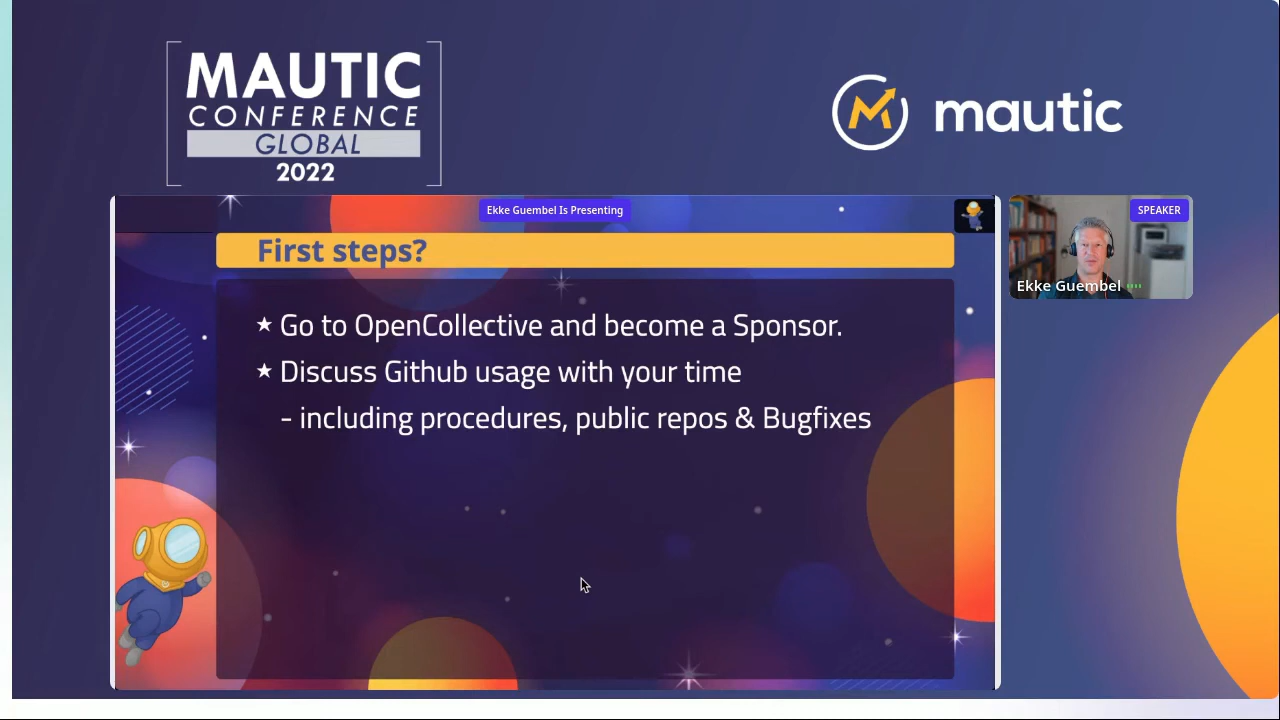 MAUTIC
CONFERENCE
GLOBAL
2022
mautic
Ekke Guembel Is Presenting
SPEAKER
Ekke Guembel
First steps?
★ Go to OpenCollective and become a Sponsor.
★ Discuss Github usage with your time
- including procedures, public repos & Bugfixes